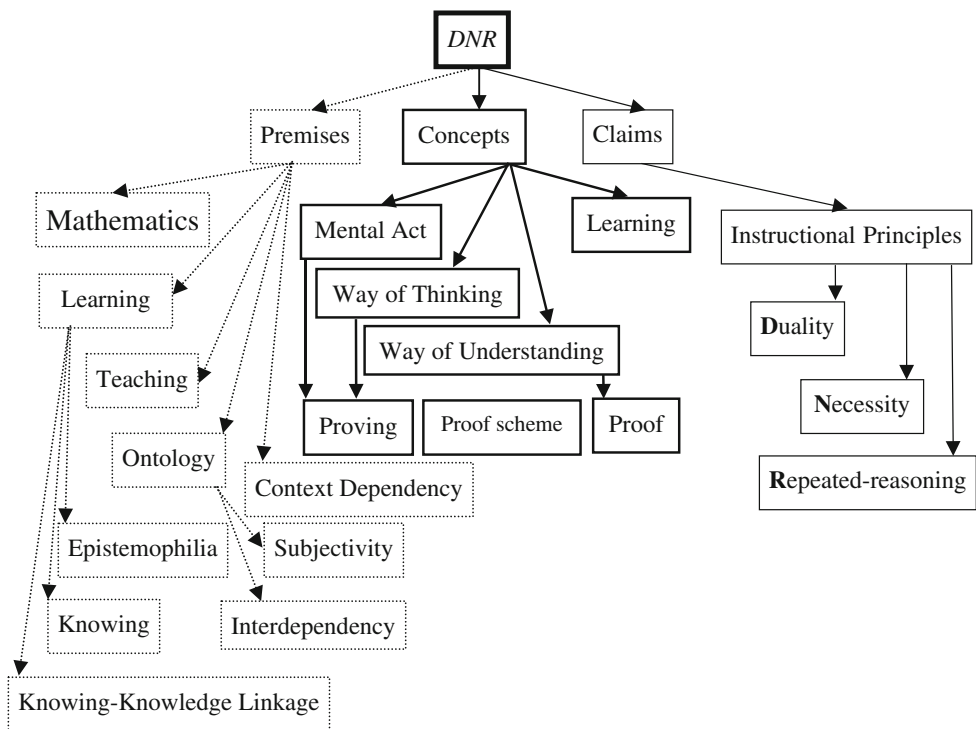 DNR
Premises
Concepts
Claims
Mathematics
Mental Act
Learning
Instructional Principles
Learning
Way of Thinking
Duality
Way of Understanding
Teaching
Necessity
Proving
Proof scheme
Proof
Ontology
Context Dependency
Repeated-reasoning
Epistemophilia
Subjectivity
Knowing
Interdependency
Knowing-Knowledge Linkage